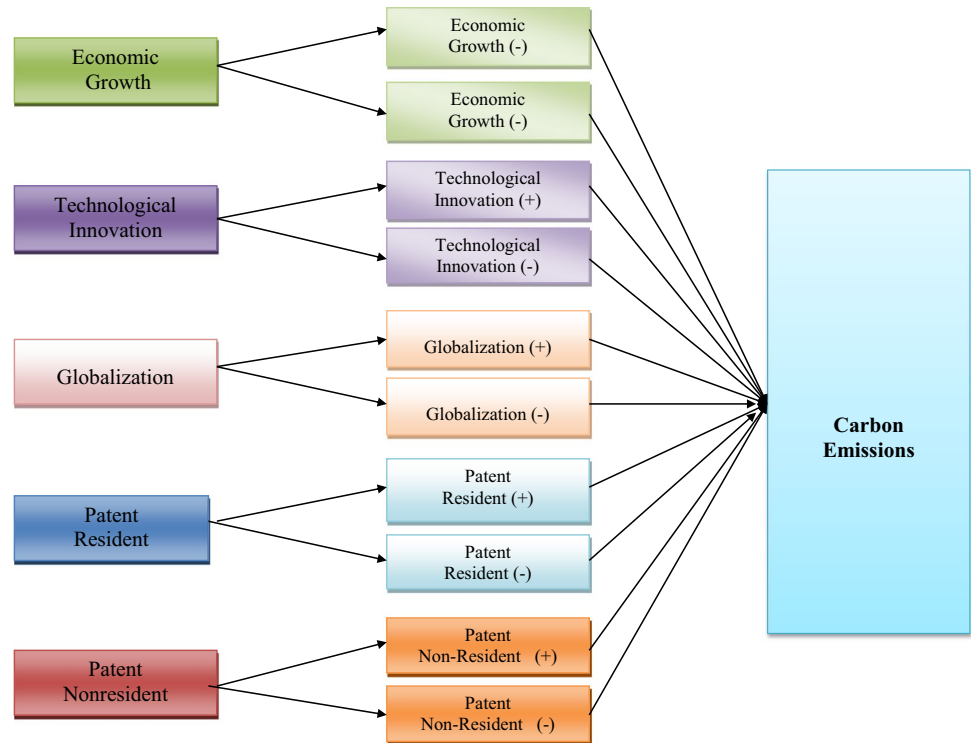 Economic
Growth
Economic
Growth (-)
Economic
Growth (-)
Technological
Innovation
Technological
Innovation (+)
Technological
Innovation (-)
Globalization
Globalization (+)
Globalization (-)
Patent
Resident
Patent
Resident (+)
Patent
Resident (-)
Patent
Nonresident
Patent
Non-Resident (+)
Patent
Non-Resident (-)
Carbon
Emissions